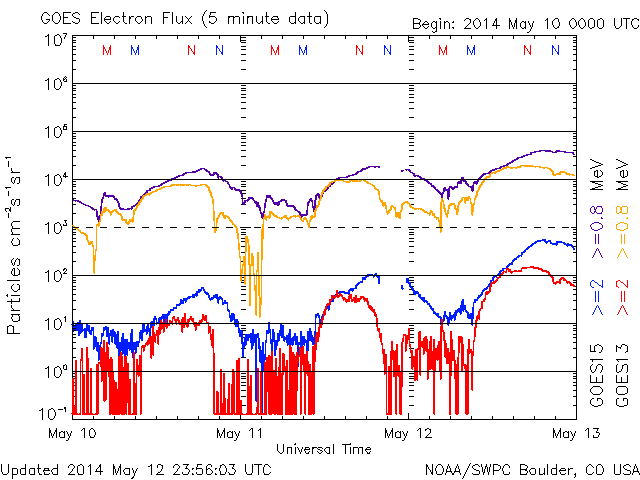 GOES Electron Flux (5 minute data)
Begin: 2014 May 10 0000 UTC
10⁷
M M N N M M N N M M N N
10⁶
10⁵
10⁴
10³
10²
10¹
10⁰
10⁻¹
Particles cm⁻²s⁻¹sr⁻¹
May 10 May 11 May 12 May 13
Universal Time
GOES15 >=2 >=0.8 MeV
GOES13 >=2 >=0.8 MeV
Updated 2014 May 12 23:56:03 UTC
NOAA/SWPC Boulder, CO USA